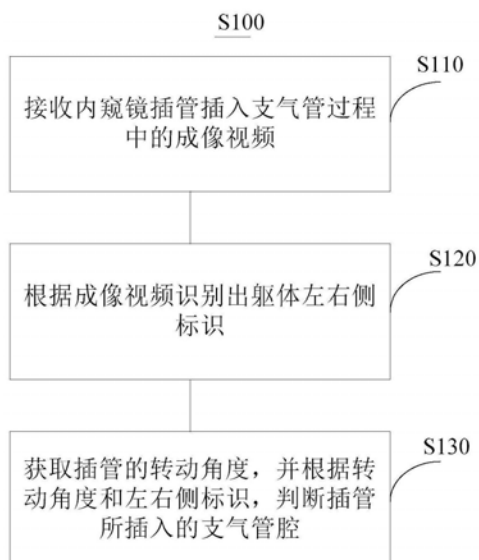 S100
S110
接收内窥镜插管插入支气管过程
中的成像视频
S120
根据成像视频识别出躯体左右侧
标识
S130
获取插管的转动角度，并根据转
动角度和左右侧标识，判断插管
所插入的支气管腔